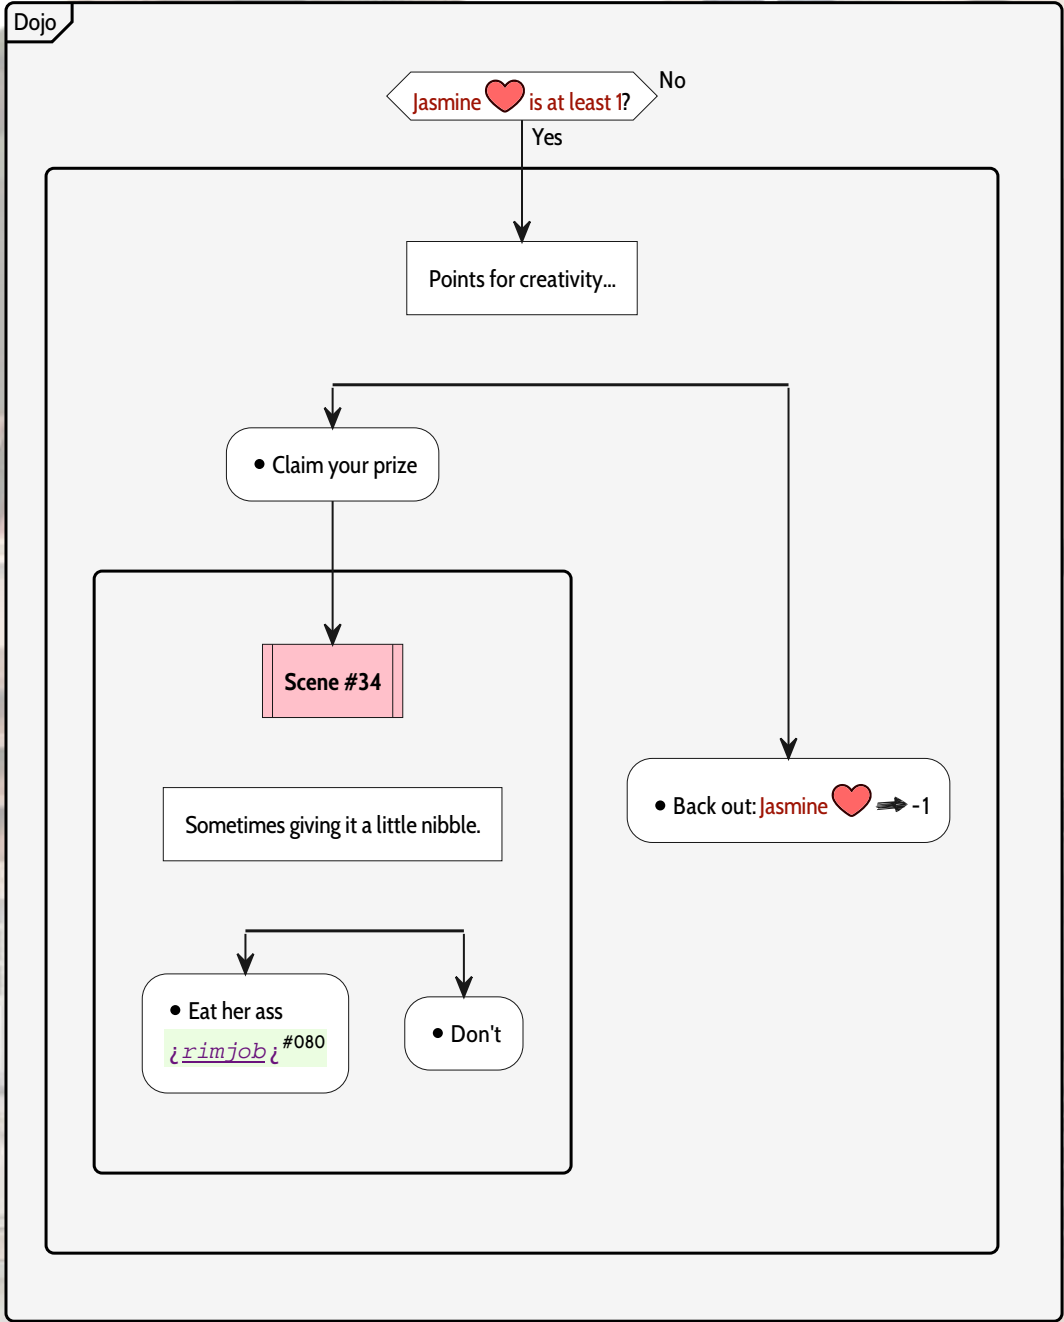 Dojo
Jasmine is at least 1?
No
Yes
Points for creativity...
• Claim your prize
Scene #34
Sometimes giving it a little nibble.
• Back out: Jasmine -1
• Eat her ass
¿rimjob¿#080
• Don't